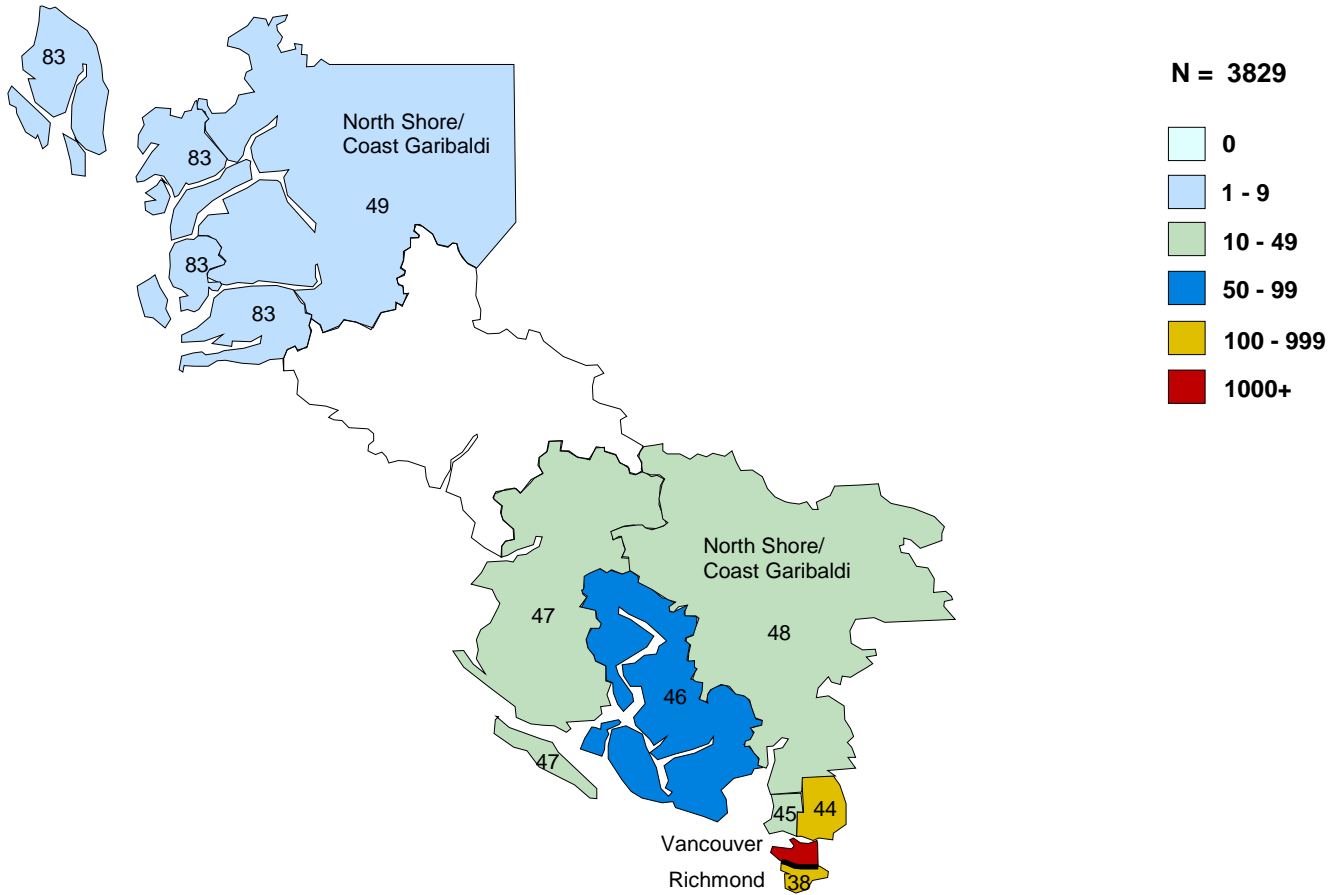 83
N = 3829
North Shore/
Coast Garibaldi
0
83
1 - 9
49
10 - 49
83
50 - 99
83
100 - 999
1000+
North Shore/
Coast Garibaldi
47
48
46
47
45
44
Vancouver
Richmond
38